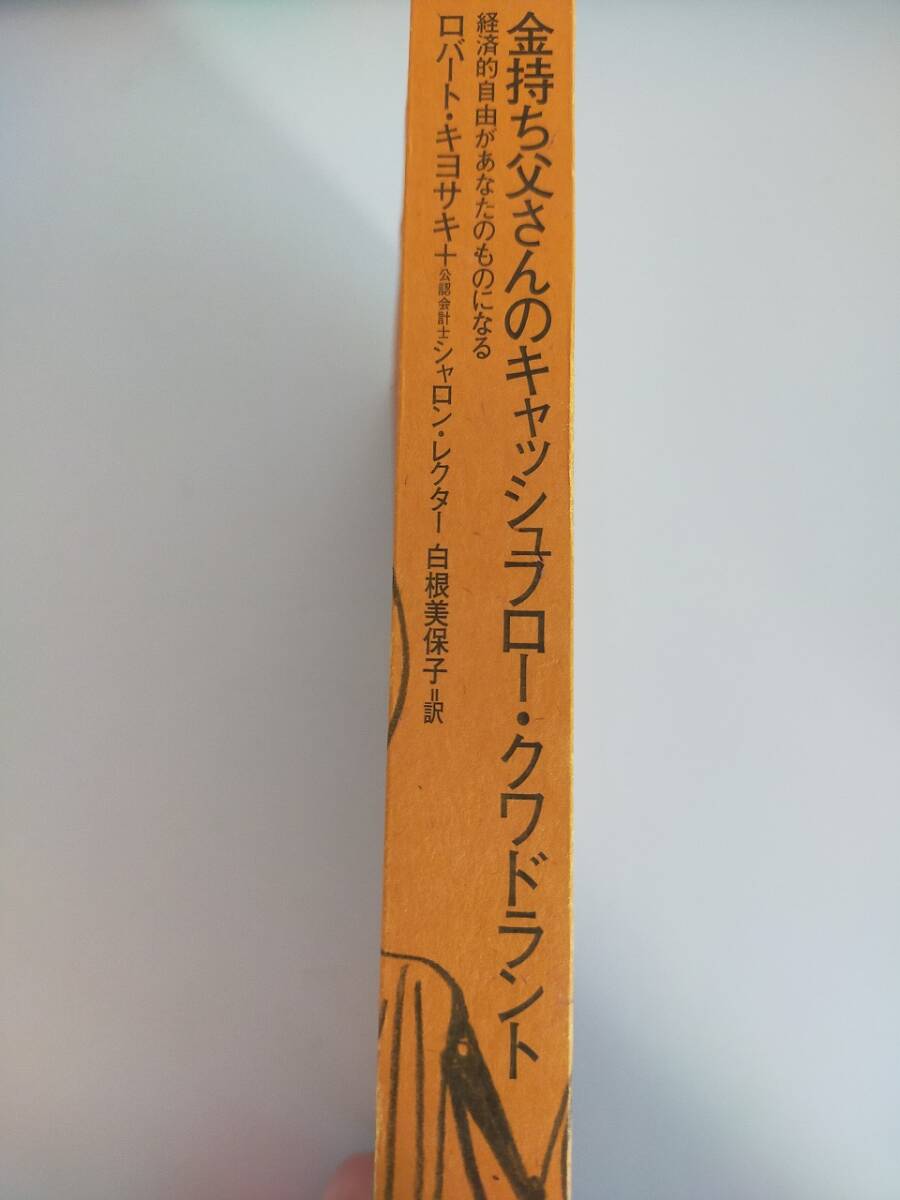 金持ち父さんのキャッシュフロー・クワドラント
経済的自由があなたのものになる
ロバート・キヨサキ＋公認会計士シャロン・レクター 白根美保子＝訳